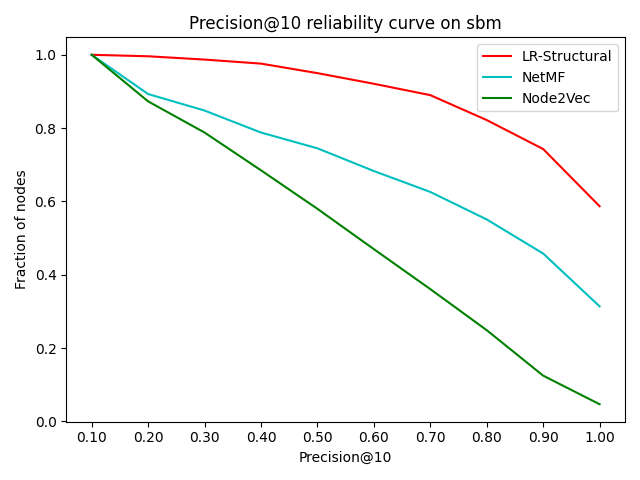 Precision@10 reliability curve on sbm
LR-Structural
NetMF
Node2Vec
Fraction of nodes
1.0
0.8
0.6
0.4
0.2
0.0
0.10 0.20 0.30 0.40 0.50 0.60 0.70 0.80 0.90 1.00
Precision@10